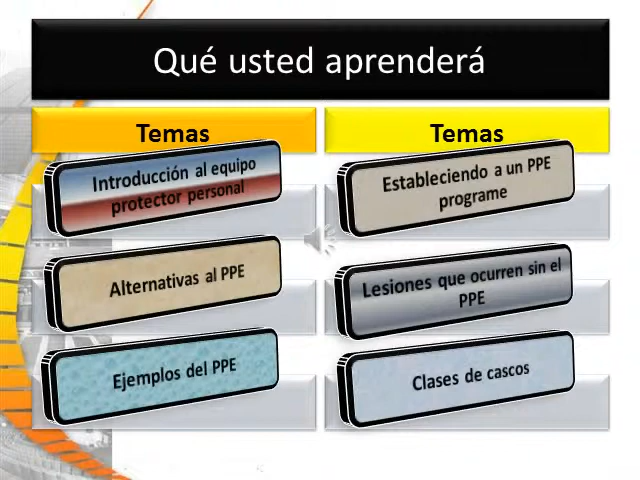 Qué usted aprenderá
Temas
Introducción al equipo
protector personal
Alternativas al PPE
Ejemplos del PPE
Temas
Estableciendo a un PPE
programe
Lesiones que ocurren sin el
PPE
Clases de cascos